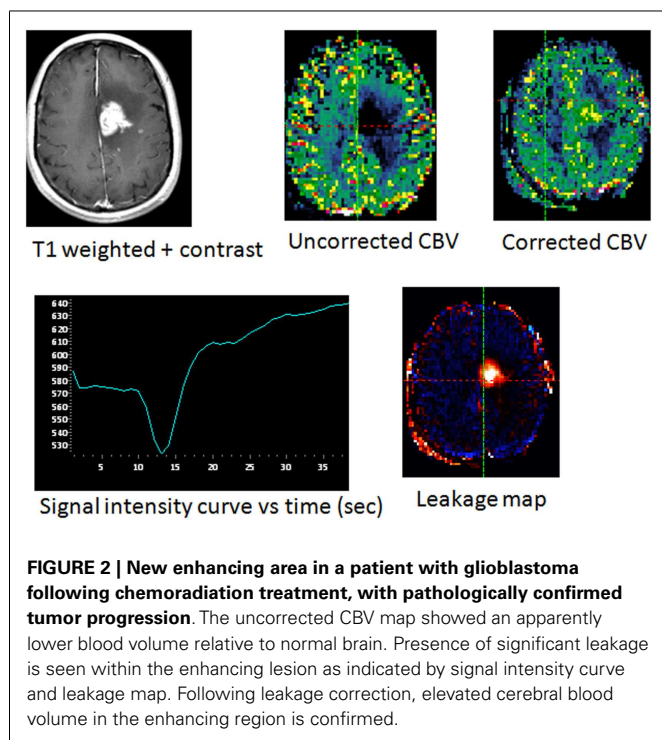 T1 weighted + contrast
Uncorrected CBV
Corrected CBV
640
630
620
610
600
590
580
570
560
550
540
530
5 10 15 20 25 30 35
Signal intensity curve vs time (sec)
Leakage map
FIGURE 2 | New enhancing area in a patient with glioblastoma
following chemoradiation treatment, with pathologically confirmed
tumor progression. The uncorrected CBV map showed an apparently
lower blood volume relative to normal brain. Presence of significant leakage
is seen within the enhancing lesion as indicated by signal intensity curve
and leakage map. Following leakage correction, elevated cerebral blood
volume in the enhancing region is confirmed.